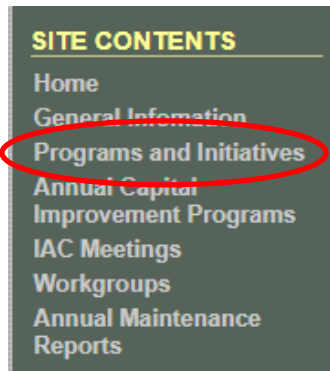 SITE CONTENTS
Home
General Infomation
Programs and Initiatives
Annual Capital
Improvement Programs
IAC Meetings
Workgroups
Annual Maintenance
Reports